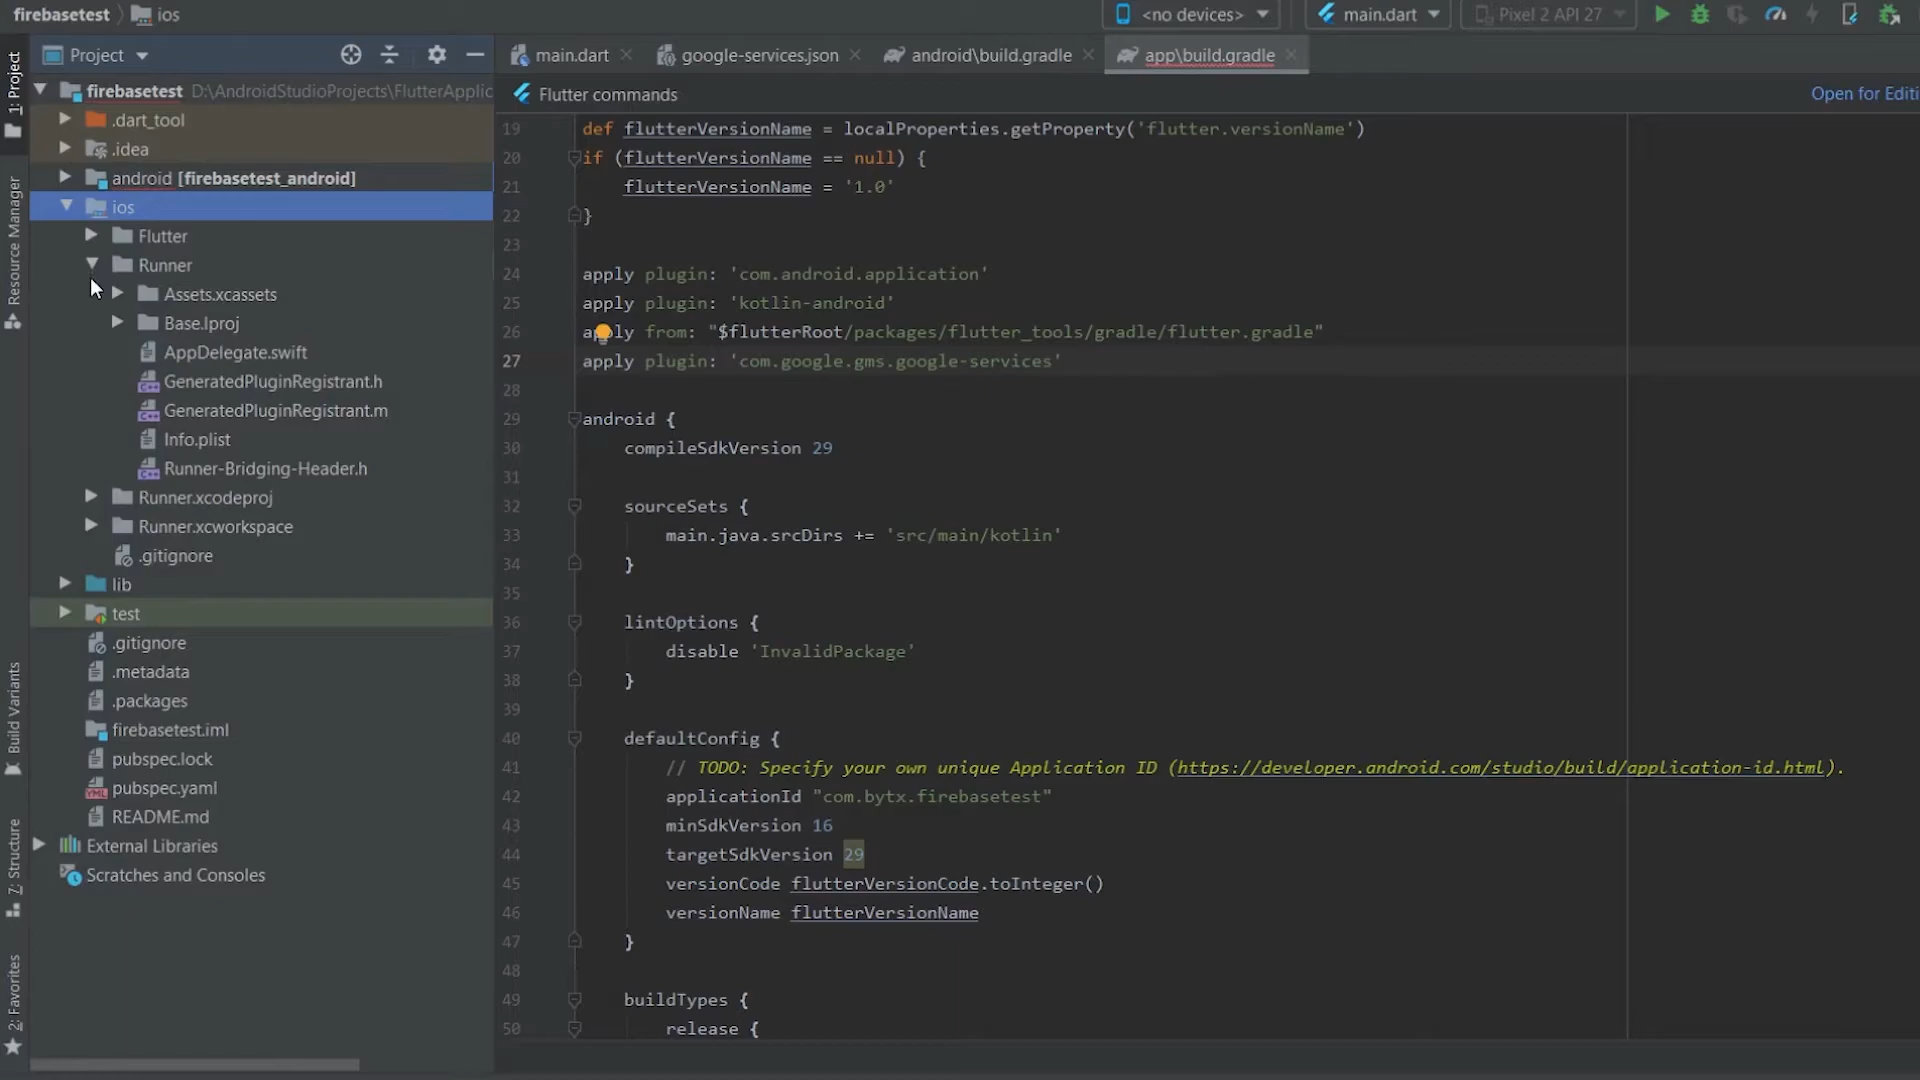 firebasetest
ios
<no devices>
main.dart
Pixel 2 API 27
Project
main.dart
google-services.json
android\build.gradle
app\build.gradle
Flutter commands
Open for Editi
1: Project
Resource Manager
Build Variants
7: Structure
2: Favorites
firebasetest D:\AndroidStudioProjects\FlutterApplic
.dart_tool
.idea
android [firebasetest_android]
ios
Flutter
Runner
Assets.xcassets
Base.lproj
AppDelegate.swift
GeneratedPluginRegistrant.h
GeneratedPluginRegistrant.m
Info.plist
Runner-Bridging-Header.h
Runner.xcodeproj
Runner.xcworkspace
.gitignore
lib
test
.gitignore
.metadata
.packages
firebasetest.iml
pubspec.lock
pubspec.yaml
README.md
External Libraries
Scratches and Consoles
19 def flutterVersionName = localProperties.getProperty('flutter.versionName')
20 if (flutterVersionName == null) {
21 flutterVersionName = '1.0'
22 }
23
24 apply plugin: 'com.android.application'
25 apply plugin: 'kotlin-android'
26 apply from: "$flutterRoot/packages/flutter_tools/gradle/flutter.gradle"
27 apply plugin: 'com.google.gms.google-services'
28
29 android {
30 compileSdkVersion 29
31
32 sourceSets {
33 main.java.srcDirs += 'src/main/kotlin'
34 }
35
36 lintOptions {
37 disable 'InvalidPackage'
38 }
39
40 defaultConfig {
41 // TODO: Specify your own unique Application ID (https://developer.android.com/studio/build/application-id.html).
42 applicationId "com.bytx.firebasetest"
43 minSdkVersion 16
44 targetSdkVersion 29
45 versionCode flutterVersionCode.toInteger()
46 versionName flutterVersionName
47 }
48
49 buildTypes {
50 release {